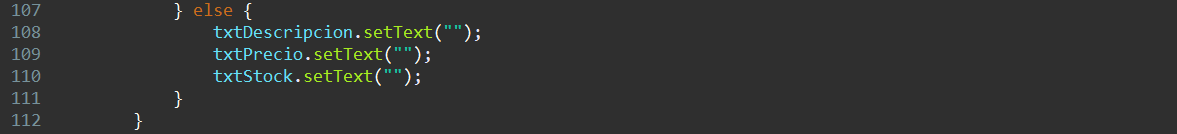 107             } else {
108                 txtDescripcion.setText("");
109                 txtPrecio.setText("");
110                 txtStock.setText("");
111             }
112         }